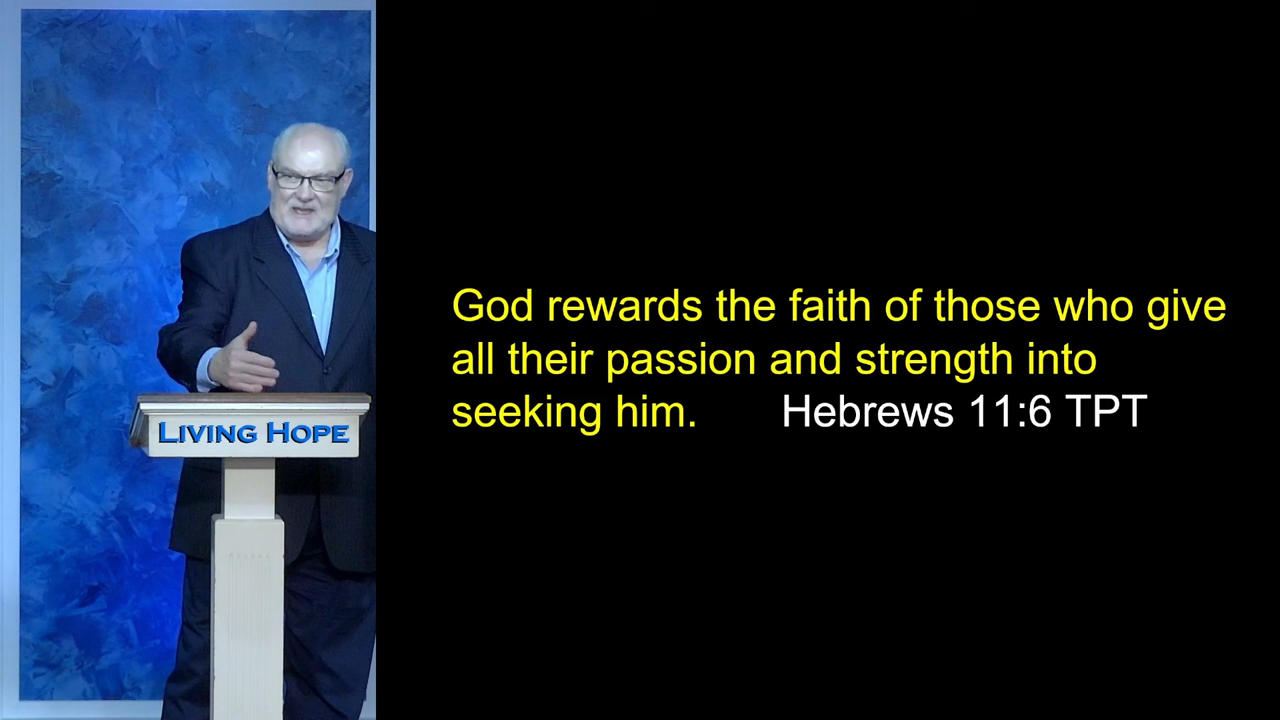 LIVING HOPE
God rewards the faith of those who give
all their passion and strength into
seeking him. Hebrews 11:6 TPT